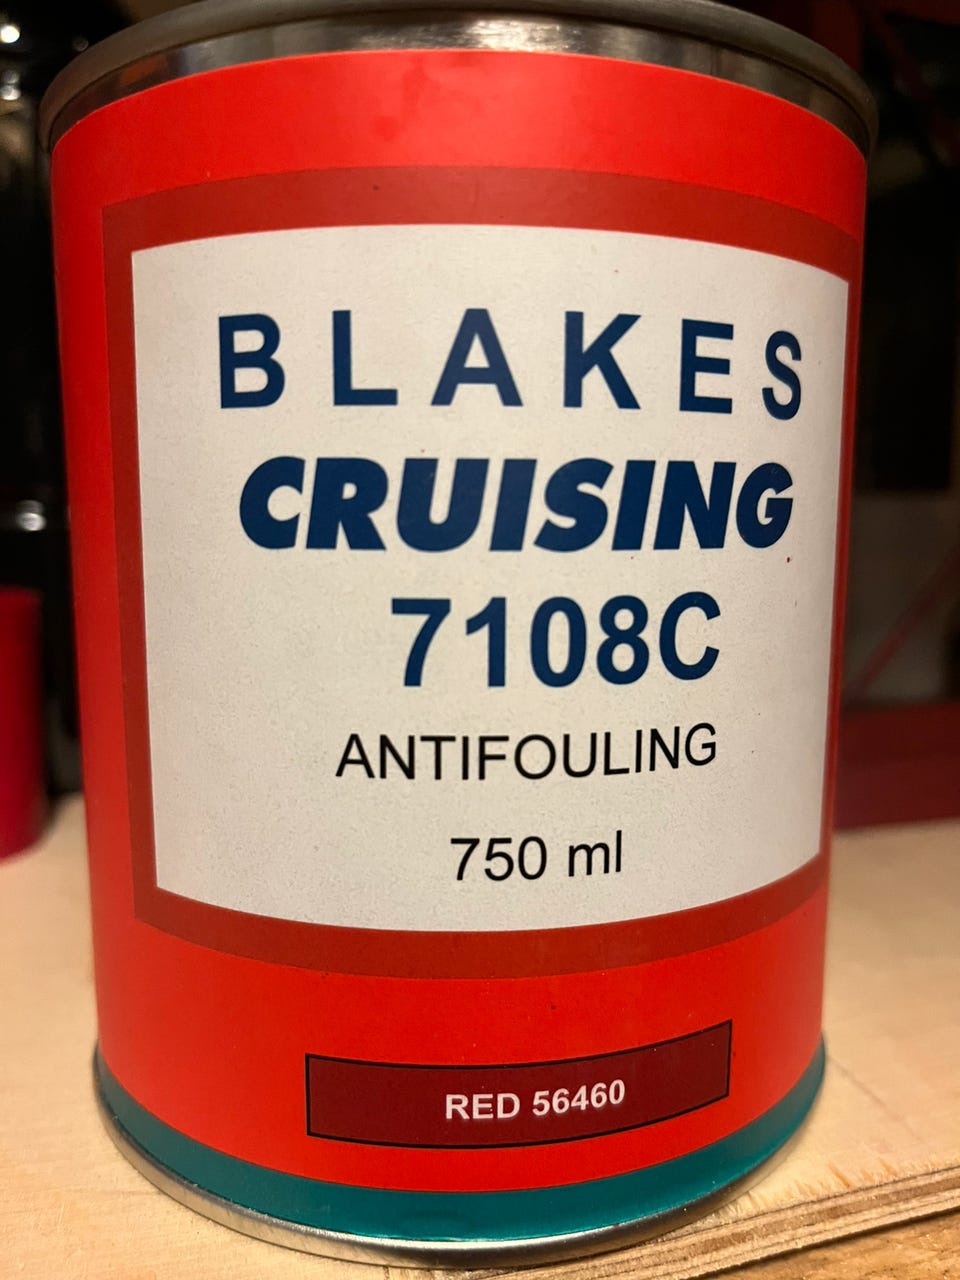 BLAKES
CRUISING
7108C
ANTIFOULING
750 ml
RED 56460